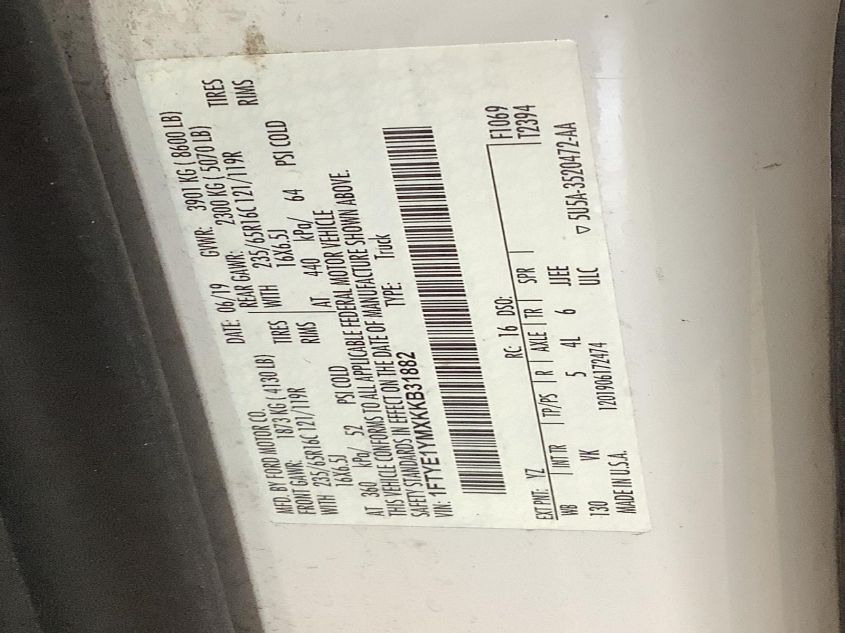 MFD. BY FORD MOTOR CO.
DATE: 06/19 GVWR: 3901 KG ( 8600 LB)
FRONT GAWR: 1873 KG ( 4130 LB) REAR GAWR: 2300 KG ( 5070 LB)
WITH 235/65R16C 121/119R TIRES WITH 235/65R16C 121/119R TIRES
16X6.5J RIMS 16X6.5J RIMS
AT 360 kPa/ 52 PSI COLD AT 440 kPa/ 64 PSI COLD
THIS VEHICLE CONFORMS TO ALL APPLICABLE FEDERAL MOTOR VEHICLE
SAFETY STANDARDS IN EFFECT ON THE DATE OF MANUFACTURE SHOWN ABOVE.
VIN: 1FTYE1YMXKKB31882 TYPE: Truck
F1069
T2394
EXT PNT: YZ RC: 16 DSO:
WB INT TR TP/PS R AXLE TR SPR
130 VK 5 4L 6 JJEE
1201906172474 ULC
MADE IN U.S.A. ▽ 5U5A-3520472-AA